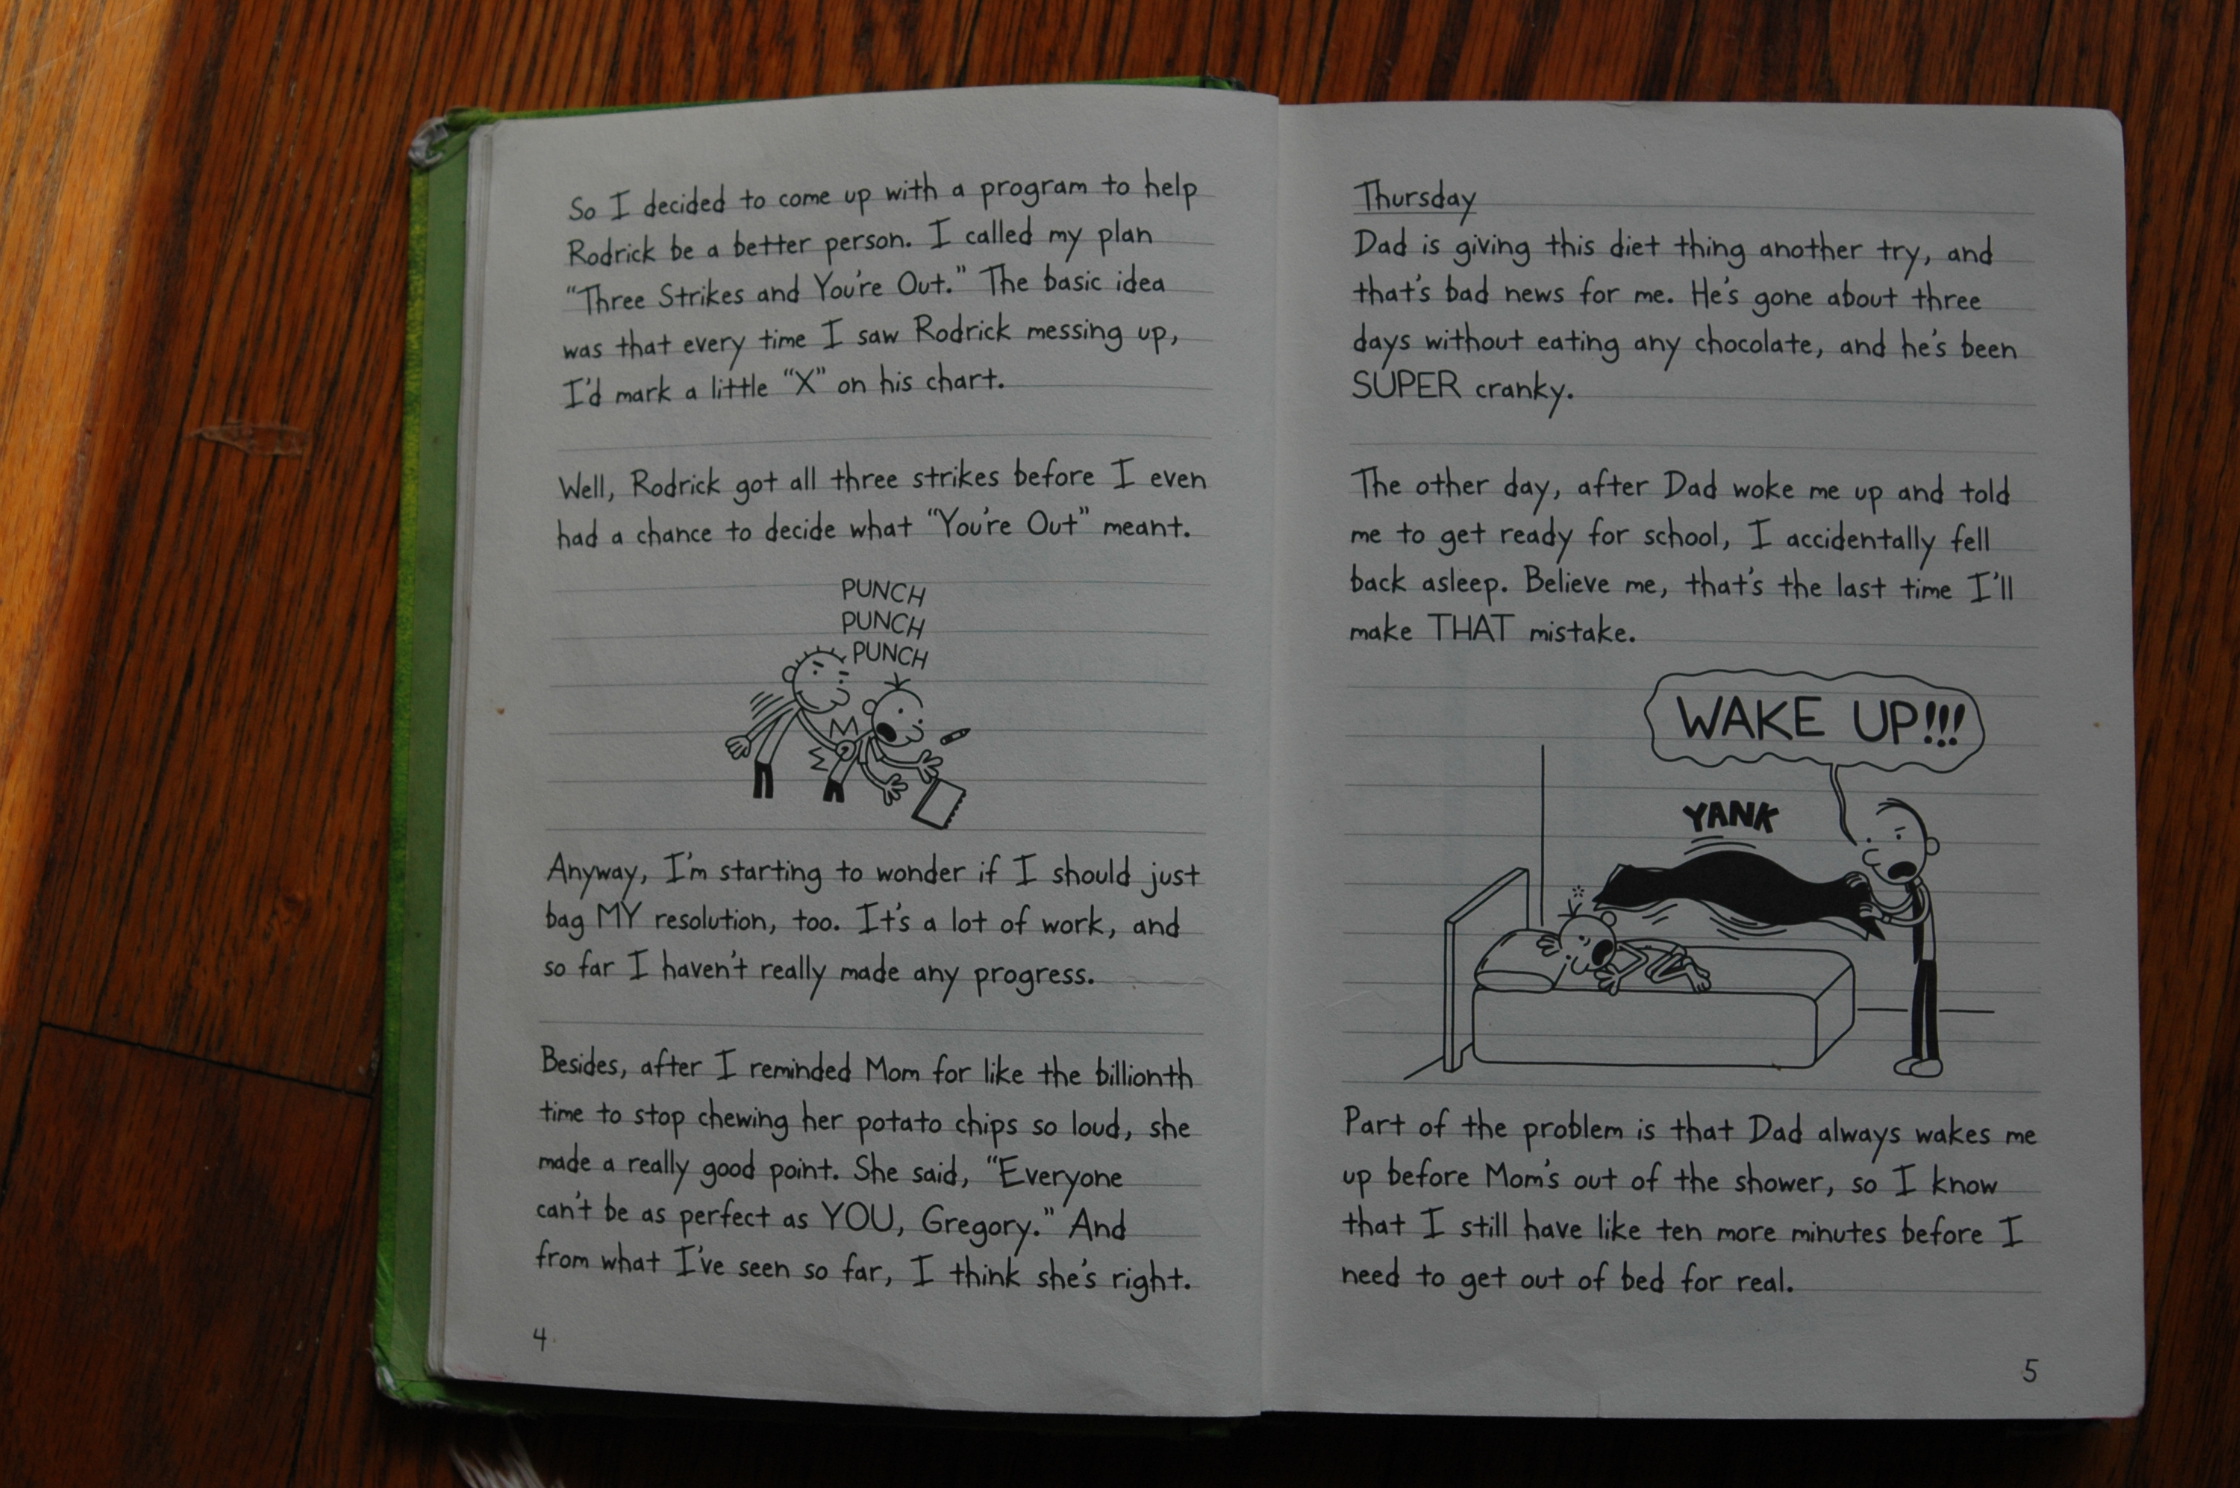 So I decided to come up with a program to help
Rodrick be a better person. I called my plan
"Three Strikes and You're Out." The basic idea
was that every time I saw Rodrick messing up,
I'd mark a little "X" on his chart.
Well, Rodrick got all three strikes before I even
had a chance to decide what "You're Out" meant.
PUNCH
PUNCH
PUNCH
Anyway, I'm starting to wonder if I should just
bag MY resolution, too. It's a lot of work, and
so far I haven't really made any progress.
Besides, after I reminded Mom for like the billionth
time to stop chewing her potato chips so loud, she
made a really good point. She said, "Everyone
can't be as perfect as YOU, Gregory." And
from what I've seen so far, I think she's right.
4
Thursday
Dad is giving this diet thing another try, and
that's bad news for me. He's gone about three
days without eating any chocolate, and he's been
SUPER cranky.
The other day, after Dad woke me up and told
me to get ready for school, I accidentally fell
back asleep. Believe me, that's the last time I'll
make THAT mistake.
WAKE UP!!!
YANK
Part of the problem is that Dad always wakes me
up before Mom's out of the shower, so I know
that I still have like ten more minutes before I
need to get out of bed for real.
5